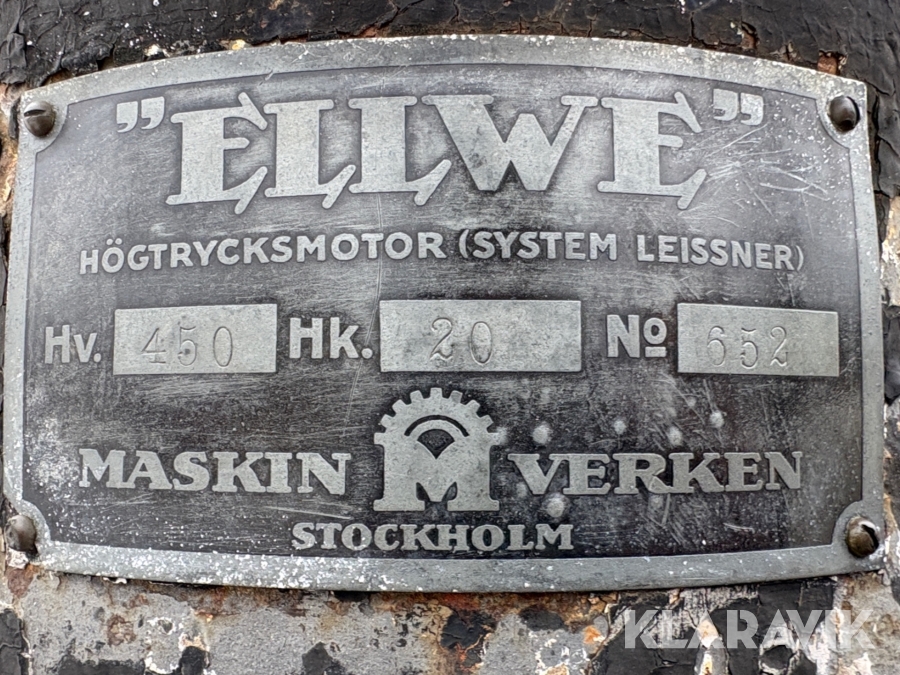 ”ELLWE”
HÖGTRYCKSMOTOR (SYSTEM LEISSNER)
Hv. 450 Hk. 20 No 652
MASKIN M VERKEN
STOCKHOLM
KLARAVIK